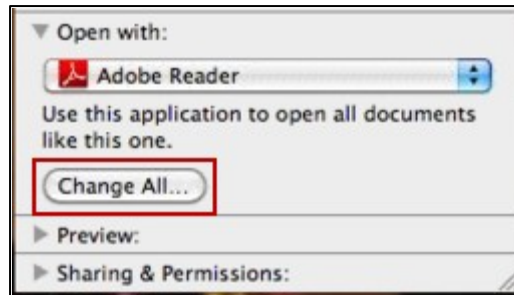 Open with:
Adobe Reader
Use this application to open all documents
like this one.
Change All...
Preview:
Sharing & Permissions: